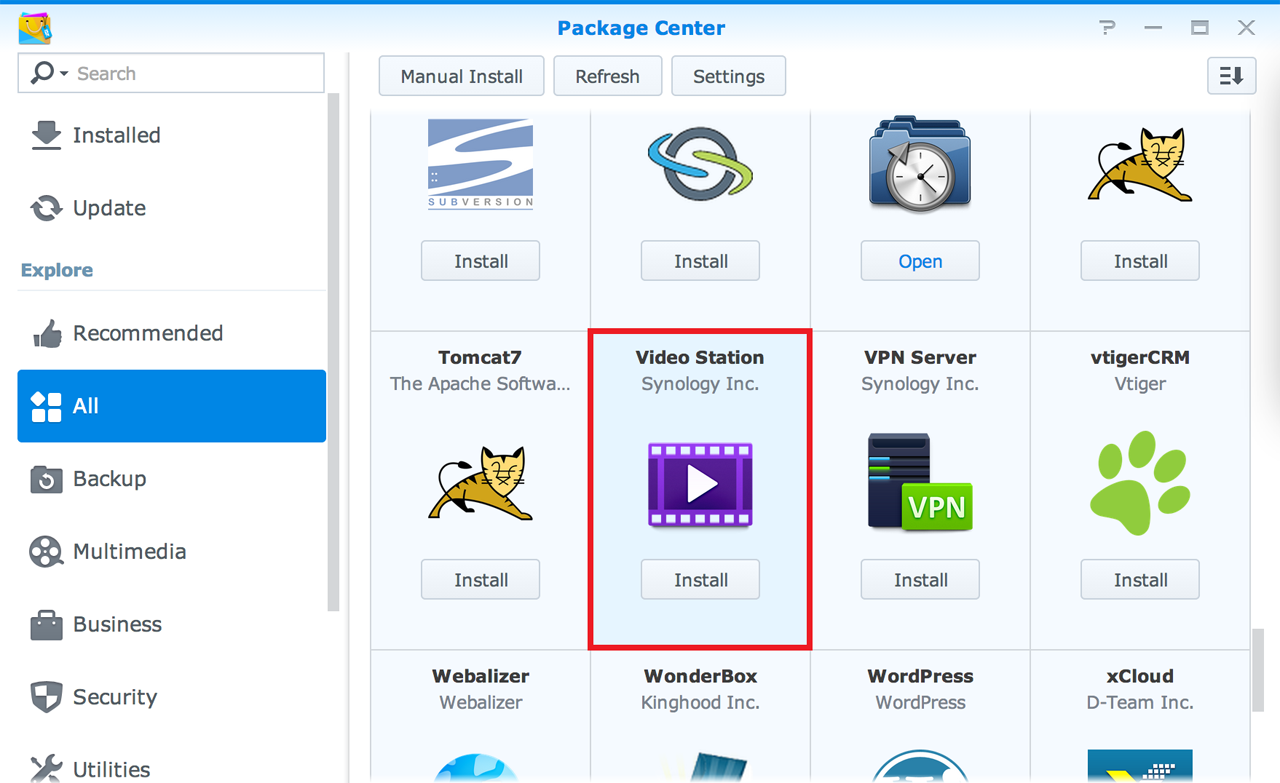 Package Center
Search
Installed
Update
Explore
Recommended
All
Backup
Multimedia
Business
Security
Utilities
Manual Install
Refresh
Settings
SUBVERSION
Install
Install
Open
Install
Tomcat7
The Apache Softwa...
Install
Video Station
Synology Inc.
Install
VPN Server
Synology Inc.
VPN
Install
vtigerCRM
Vtiger
Install
Webalizer
Webalizer
WonderBox
Kinghood Inc.
WordPress
WordPress
xCloud
D-Team Inc.